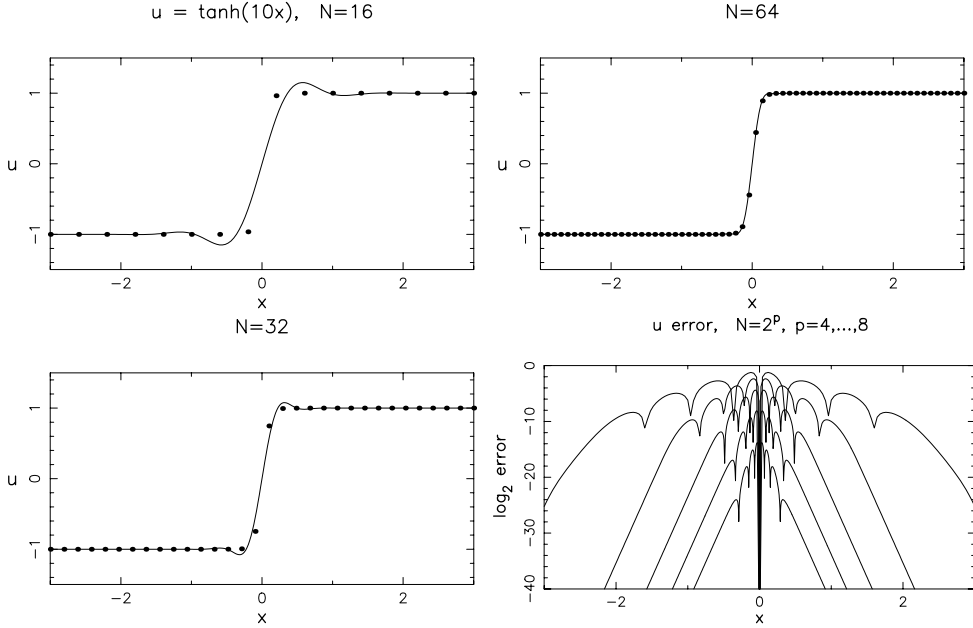 u = tanh(10x),   N=16
1
0
−1
u
−2
0
2
x
N=64
1
0
−1
u
−2
0
2
x
N=32
1
0
−1
u
−2
0
2
x
u error,   N=2^p, p=4,...,8
0
−10
−20
−30
−40
log₂ error
−2
0
2
x